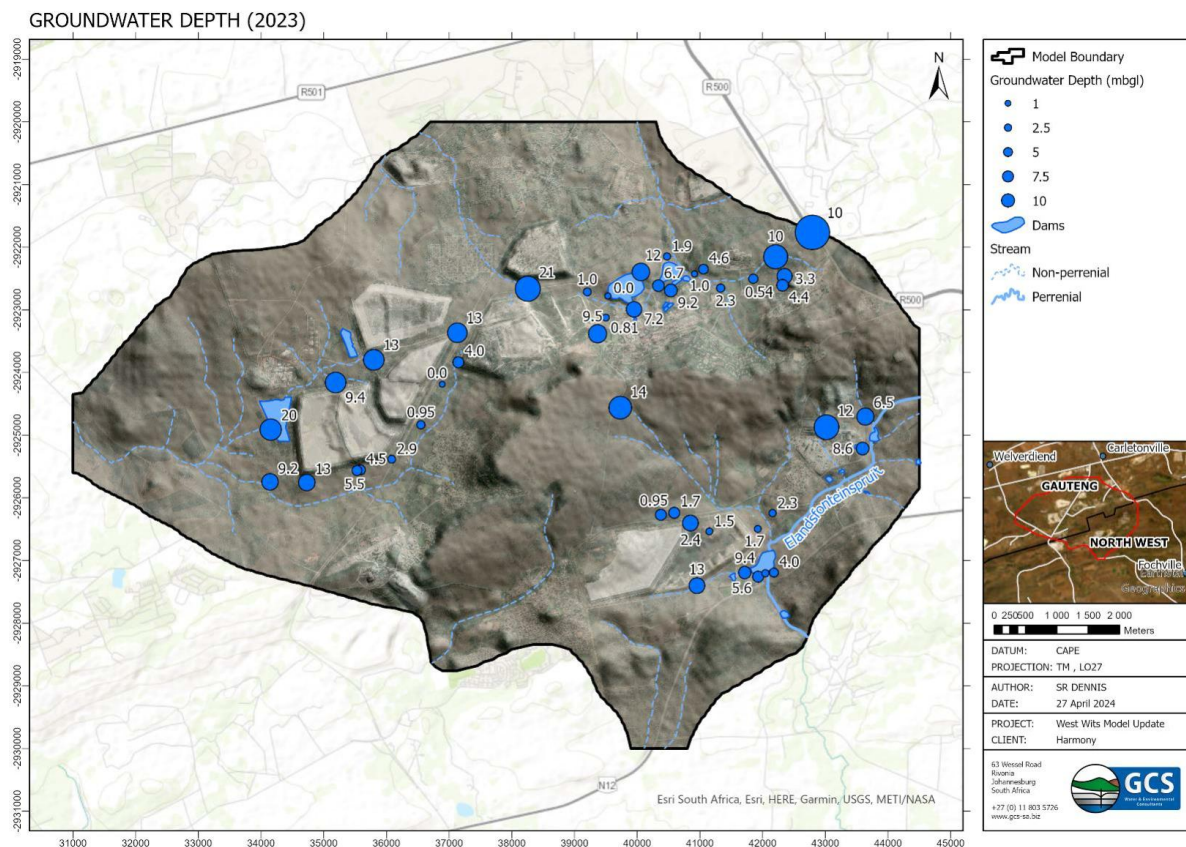 GROUNDWATER DEPTH (2023)
2919000
2920000
2921000
2922000
2923000
2924000
2925000
2926000
2927000
2928000
2929000
2930000
2931000
R501
R500
N
10
10
12
1.9
4.6
21
1.0
0.0
6.7
1.0
3.3
R500
9.2
2.3
0.54
4.4
9.5
0.81
7.2
13
13
4.0
0.0
9.4
14
20
0.95
12
6.5
2.9
8.6
9.2
13
4.5
5.5
Elandsfonteinspruit
0.95
1.7
2.3
2.4
1.5
1.7
9.4
4.0
13
5.6
N12
Esri South Africa, Esri, HERE, Garmin, USGS, METI/NASA
31000 32000 33000 34000 35000 36000 37000 38000 39000 40000 41000 42000 43000 44000 45000
Model Boundary
Groundwater Depth (mbgl)
1
2.5
5
7.5
10
Dams
Stream
Non-perrenial
Perrenial
Welverdiend
Carletonville
GAUTENG
NORTH WEST
Fochville
Earthstar
Geographics
0 250500 1 000 1 500 2 000
Meters
DATUM: CAPE
PROJECTION: TM , LO27
AUTHOR: SR DENNIS
DATE: 27 April 2024
PROJECT: West Wits Model Update
CLIENT: Harmony
63 Wessel Road
Rivonia
Johannesburg
South Africa
+27 (0) 11 803 5726
www.gcs-sa.biz
GCS
Water & Environmental
Consultants